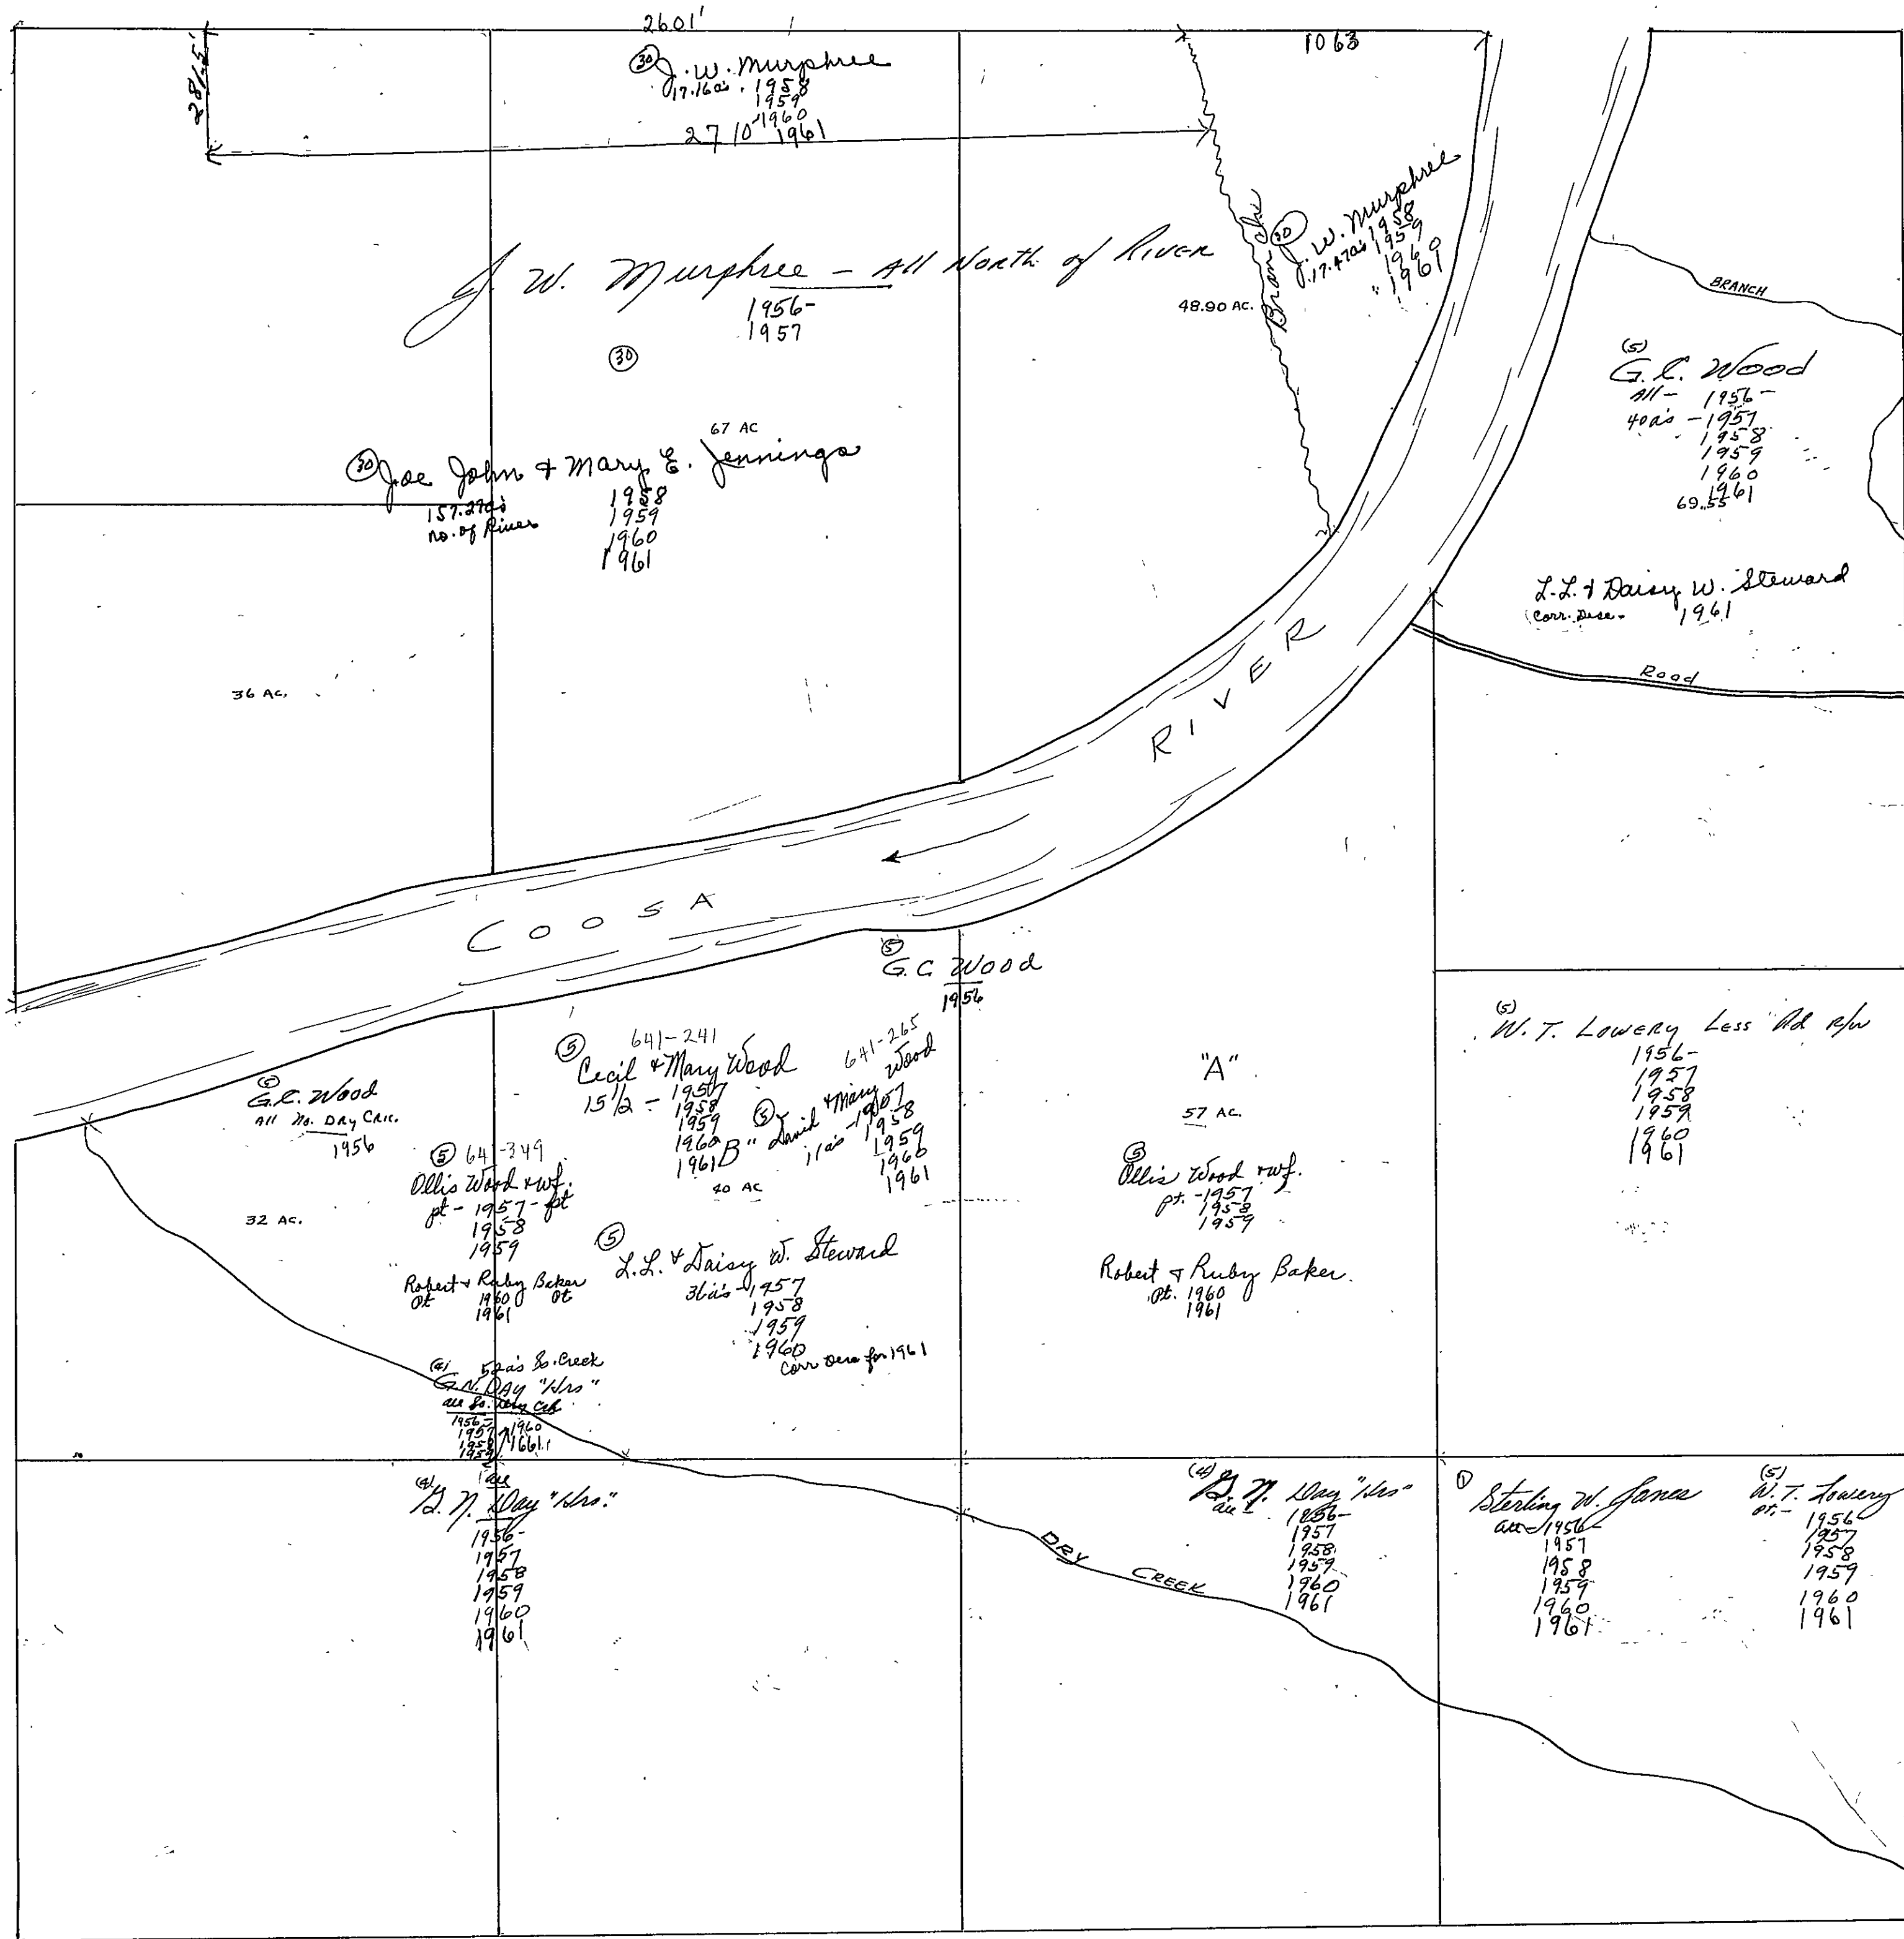 2601'
281.5'
1063
(30) J. W. Murphree
17.16 a's. 1958
1959
1960
2710' 1961
Branch
(30) J. W. Murphree
17.47 a's 1958
1959
1960
" 1961
J. W. Murphree - All North of River
1956-
1957
48.90 AC.
(30)
BRANCH
(5)
G. C. Wood
All - 1956 -
40 a's - 1957
1958
1959
1960
1961
69.55
67 AC
(30) Joe John & Mary E. Jennings
157.27 a's
no. of River
1958
1959
1960
1961
L. L. & Daisy W. Steward
Corr. Desc. 1961
Road
36 AC.
COOSA RIVER
(5)
G. C. Wood
1956
(5)
W. T. Lowery Less Rd R/W
1956-
1957
1958
1959
1960
1961
(5) 641-241
Cecil & Mary Wood
15 1/2 - 1957
1958
1959
1960
1961
641-265
(5) David & Mary Wood
11 a's - 1957
1958
1959
1960
1961
"B"
40 AC
"A"
57 AC.
G. C. Wood
All No. Dry Crk.
1956
32 AC.
(5) 641-349
Ollis Wood & wf.
pt - 1957 - pt
1958
1959
Robert & Ruby Baker
Pt 1960 Pt
1961
(5)
L. L. & Daisy W. Steward
36 a's - 1957
1958
1959
1960
Corr Desc for 1961
(5)
Ollis Wood & wf.
pt. - 1957
1958
1959
Robert & Ruby Baker.
Pt. 1960
1961
(4) 52 a's So. Creek
G. N. Day "Hrs"
All So. Dry Crk
1956-
1957
1958
1959
1960
1661
(4) all
G. N. Day "Hrs."
1956-
1957
1958
1959
1960
1961
(4)
G. N. Day "Hrs"
all - 1956-
1957
1958
1959
1960
1961
DRY CREEK
(1)
Sterling W. Jones
all - 1956-
1957
1958
1959
1960
1961
(5)
W. T. Lowery
pt. - 1956
1957
1958
1959
1960
1961